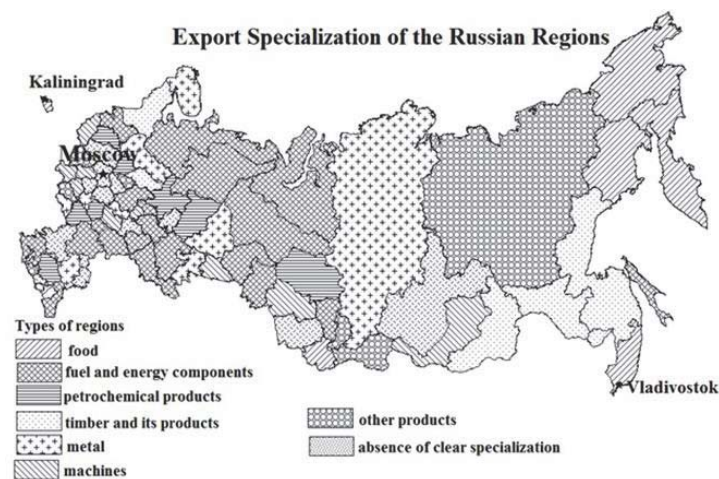 Export Specialization of the Russian Regions
Kaliningrad
Moscow
Vladivostok
Types of regions
food
fuel and energy components
petrochemical products
timber and its products
metal
machines
other products
absence of clear specialization